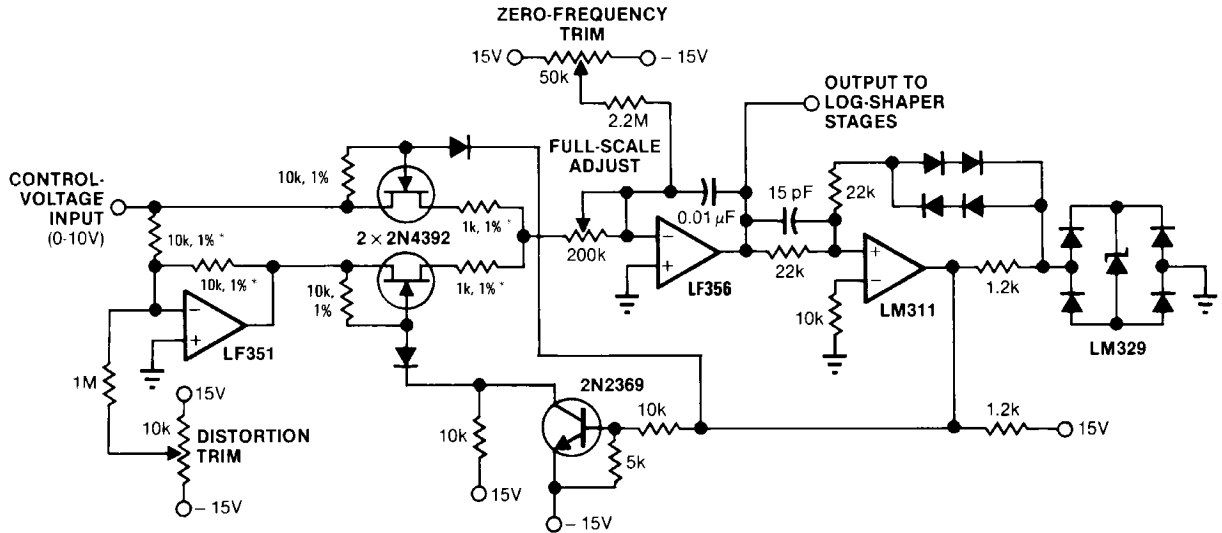 ZERO-FREQUENCY
TRIM
15V
– 15V
50k
2.2M
OUTPUT TO
LOG-SHAPER
STAGES
FULL-SCALE
ADJUST
CONTROL-
VOLTAGE
INPUT
(0-10V)
10k, 1%
10k, 1% *
1k, 1% *
2 × 2N4392
10k, 1% *
1k, 1% *
10k,
1%
200k
0.01 μF
15 pF
22k
22k
LF356
LM311
10k
1.2k
LM329
LF351
1M
15V
10k
DISTORTION
TRIM
– 15V
2N2369
10k
10k
5k
15V
– 15V
1.2k
15V
–
+
–
+
+
–